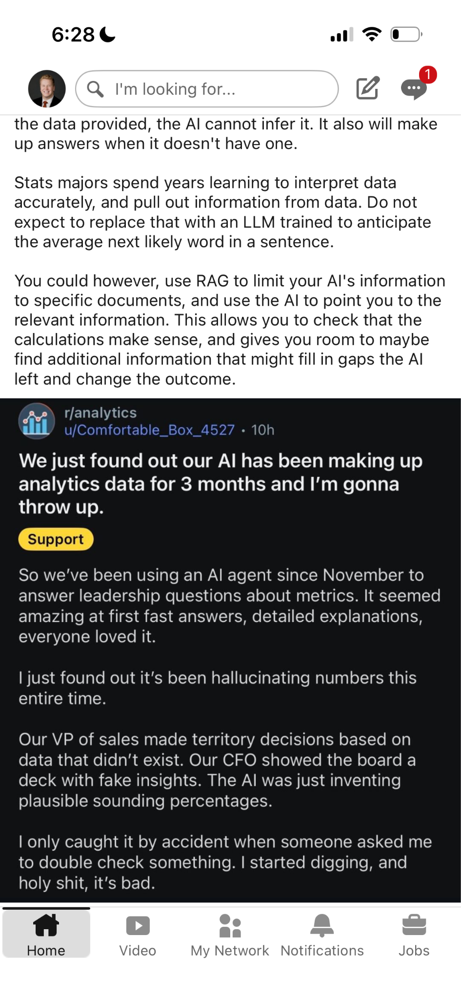 6:28
I'm looking for...
1
the data provided, the AI cannot infer it. It also will make
up answers when it doesn't have one.
Stats majors spend years learning to interpret data
accurately, and pull out information from data. Do not
expect to replace that with an LLM trained to anticipate
the average next likely word in a sentence.
You could however, use RAG to limit your AI's information
to specific documents, and use the AI to point you to the
relevant information. This allows you to check that the
calculations make sense, and gives you room to maybe
find additional information that might fill in gaps the AI
left and change the outcome.
r/analytics
u/Comfortable_Box_4527 • 10h
We just found out our AI has been making up
analytics data for 3 months and I’m gonna
throw up.
Support
So we’ve been using an AI agent since November to
answer leadership questions about metrics. It seemed
amazing at first fast answers, detailed explanations,
everyone loved it.
I just found out it’s been hallucinating numbers this
entire time.
Our VP of sales made territory decisions based on
data that didn’t exist. Our CFO showed the board a
deck with fake insights. The AI was just inventing
plausible sounding percentages.
I only caught it by accident when someone asked me
to double check something. I started digging, and
holy shit, it’s bad.
Home Video My Network Notifications Jobs